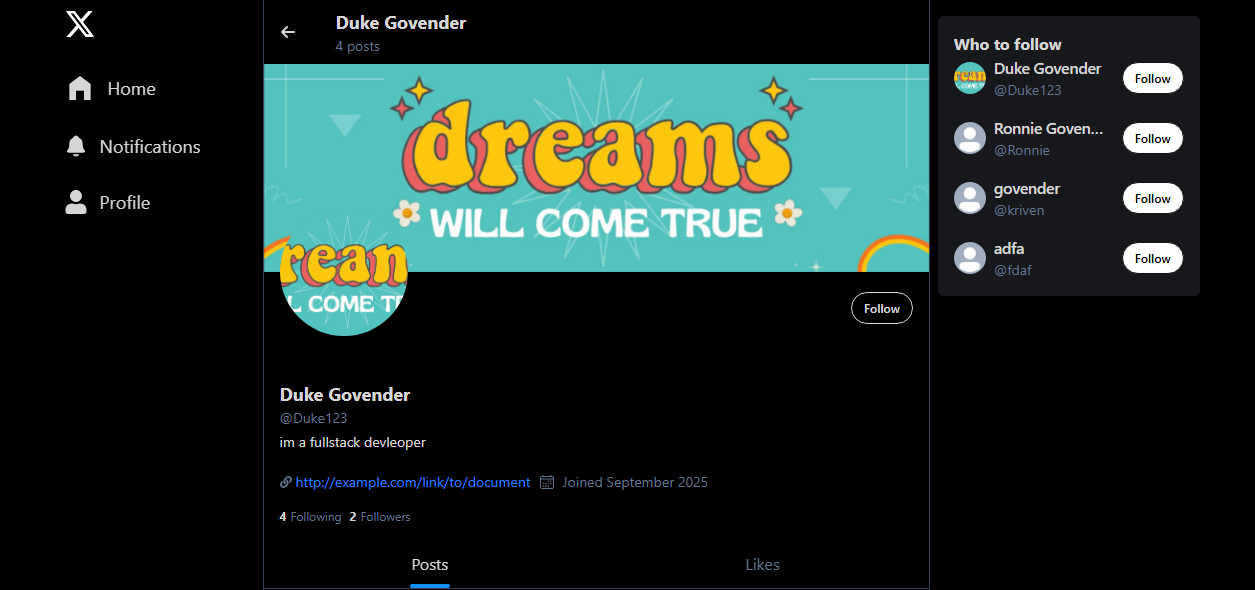 X
Home
Notifications
Profile
Duke Govender
4 posts
dreams
WILL COME TRUE
rean
L COME TR
Follow
Duke Govender
@Duke123
im a fullstack devleoper
http://example.com/link/to/document Joined September 2025
4 Following 2 Followers
Posts Likes
Who to follow
Duke Govender
@Duke123
Follow
Ronnie Goven...
@Ronnie
Follow
govender
@kriven
Follow
adfa
@fdaf
Follow